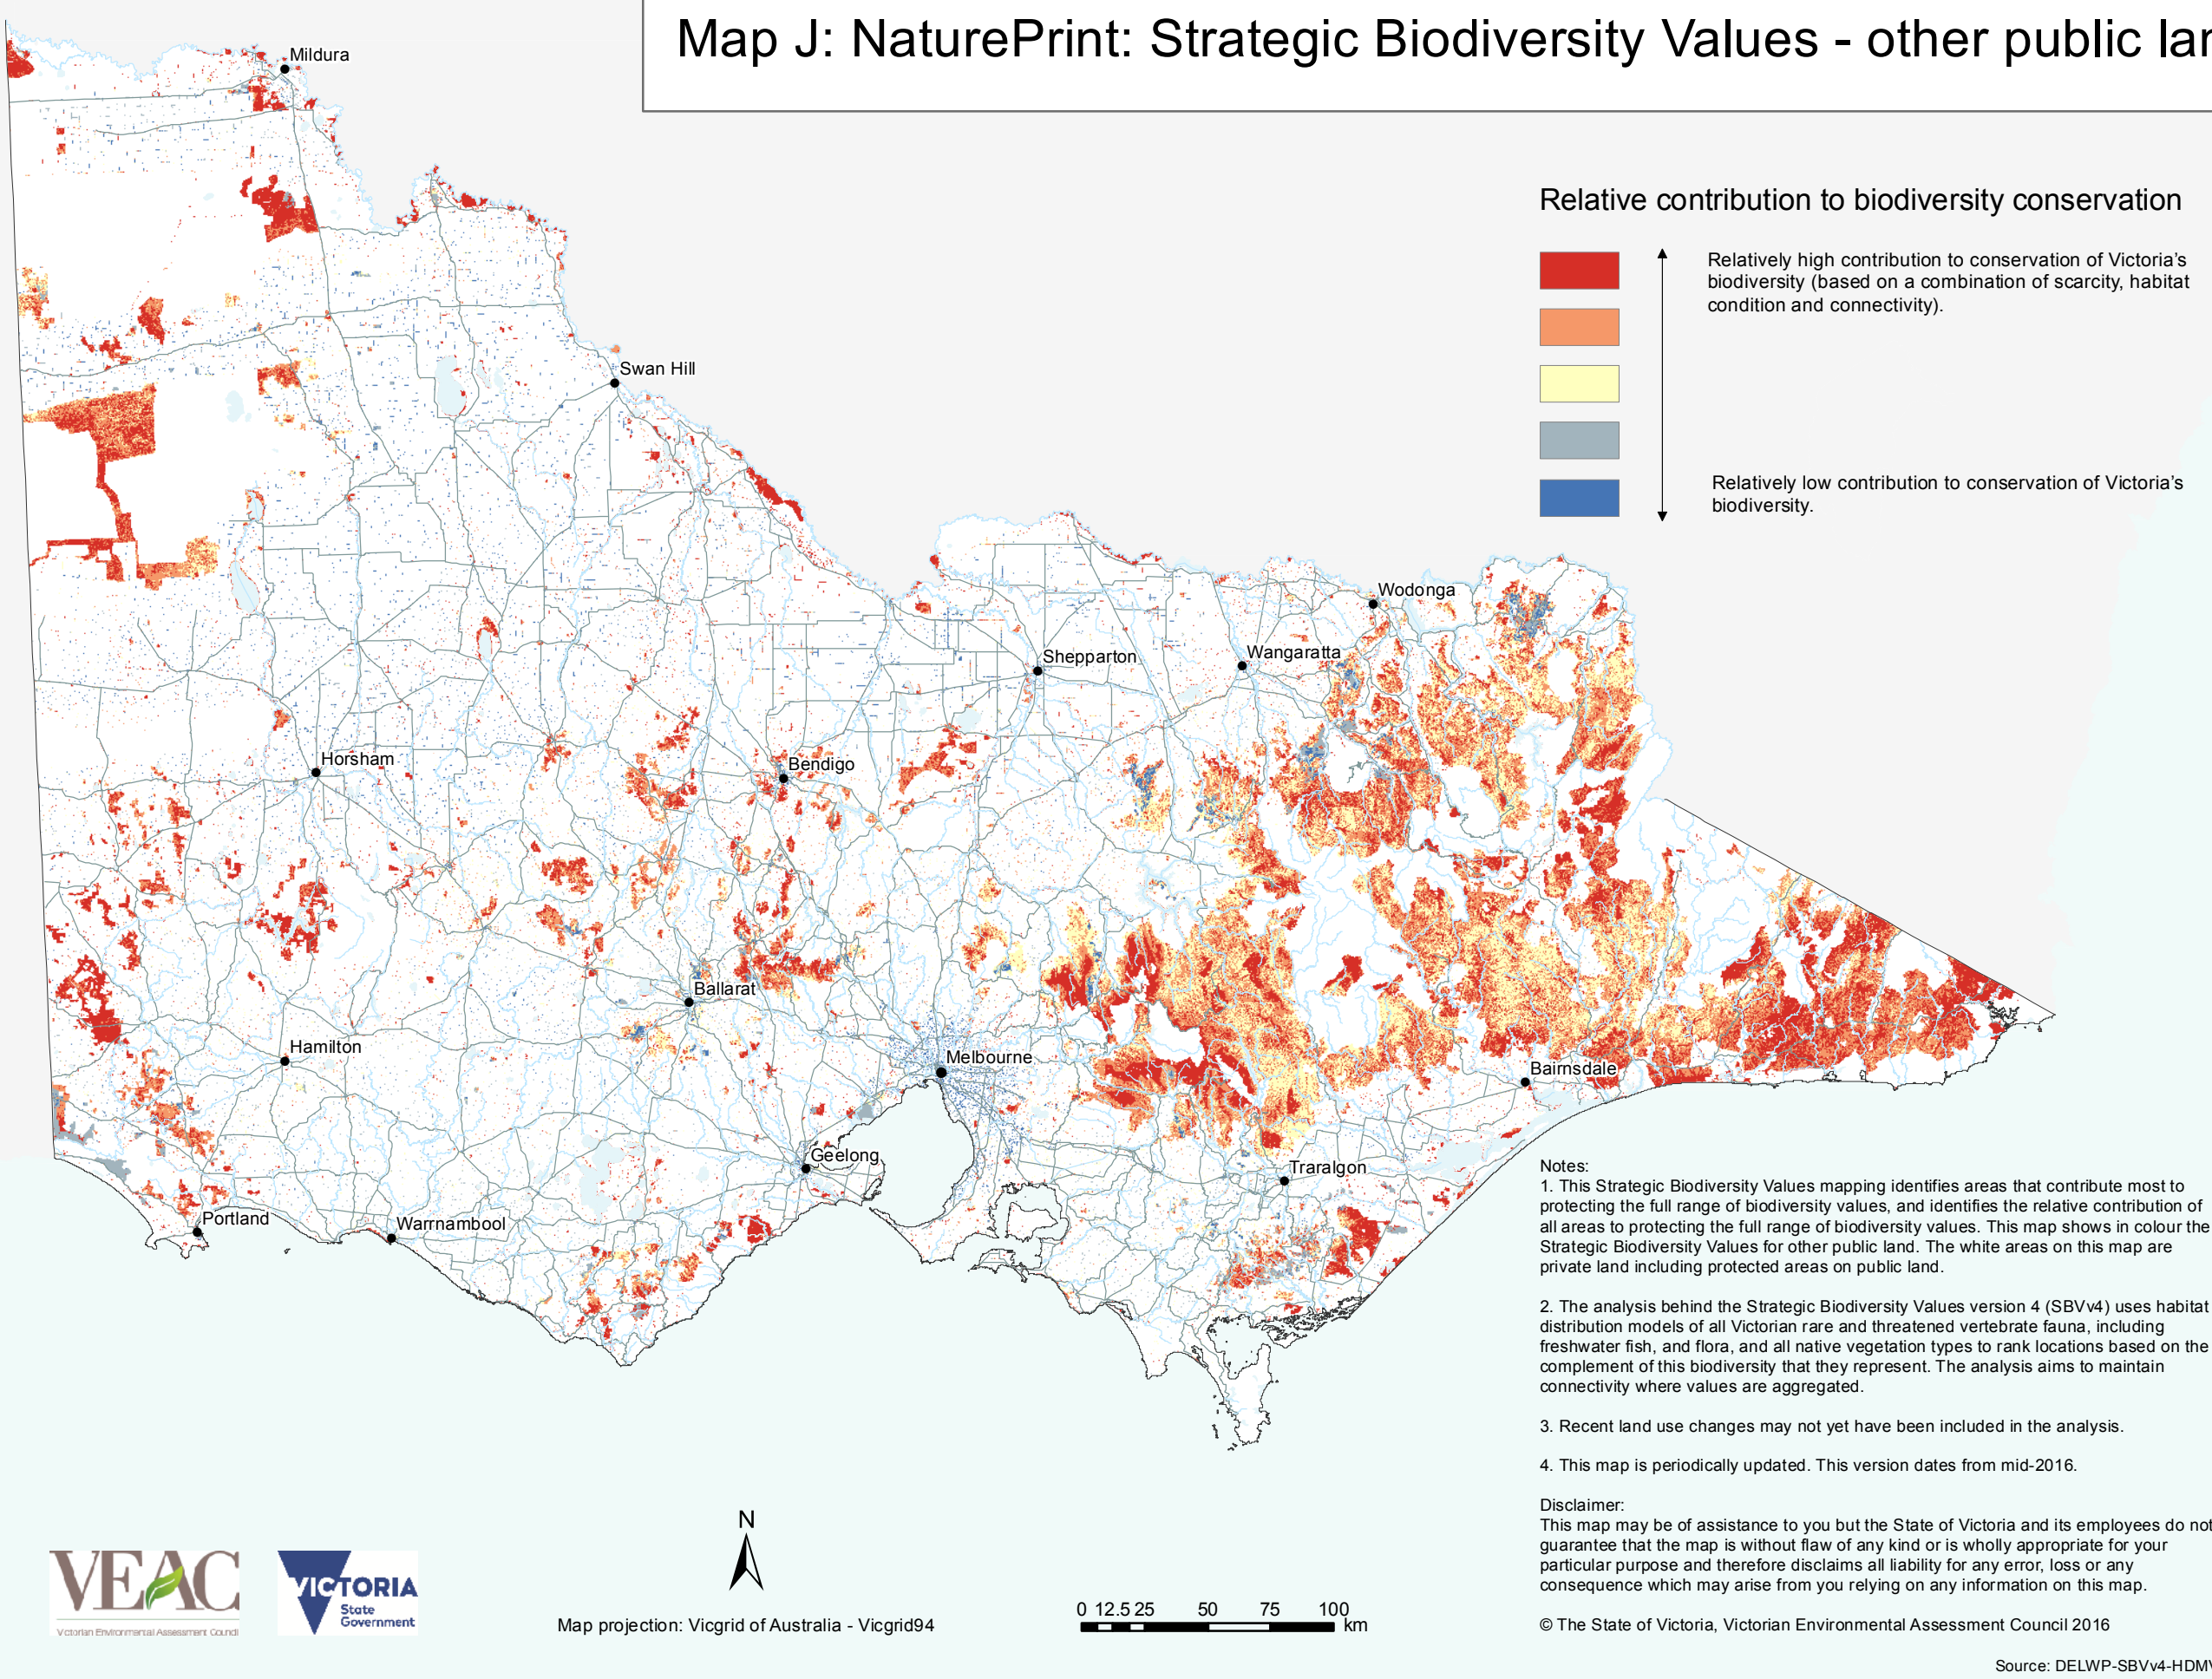 Map J: NaturePrint: Strategic Biodiversity Values - other public lan
Mildura
Relative contribution to biodiversity conservation
Relatively high contribution to conservation of Victoria's
biodiversity (based on a combination of scarcity, habitat
condition and connectivity).
Relatively low contribution to conservation of Victoria's
biodiversity.
Swan Hill
Wodonga
Shepparton
Wangaratta
Horsham
Bendigo
Ballarat
Hamilton
Melbourne
Bairnsdale
Geelong
Traralgon
Portland
Warrnambool
Notes:
1. This Strategic Biodiversity Values mapping identifies areas that contribute most to
protecting the full range of biodiversity values, and identifies the relative contribution of
all areas to protecting the full range of biodiversity values. This map shows in colour the
Strategic Biodiversity Values for other public land. The white areas on this map are
private land including protected areas on public land.
2. The analysis behind the Strategic Biodiversity Values version 4 (SBVv4) uses habitat
distribution models of all Victorian rare and threatened vertebrate fauna, including
freshwater fish, and flora, and all native vegetation types to rank locations based on the
complement of this biodiversity that they represent. The analysis aims to maintain
connectivity where values are aggregated.
3. Recent land use changes may not yet have been included in the analysis.
4. This map is periodically updated. This version dates from mid-2016.
Disclaimer:
This map may be of assistance to you but the State of Victoria and its employees do not
guarantee that the map is without flaw of any kind or is wholly appropriate for your
particular purpose and therefore disclaims all liability for any error, loss or any
consequence which may arise from you relying on any information on this map.
© The State of Victoria, Victorian Environmental Assessment Council 2016
Source: DELWP-SBVv4-HDMV
VEAC
Victorian Environmental Assessment Council
VICTORIA
State
Government
N
Map projection: Vicgrid of Australia - Vicgrid94
0 12.5 25 50 75 100
km